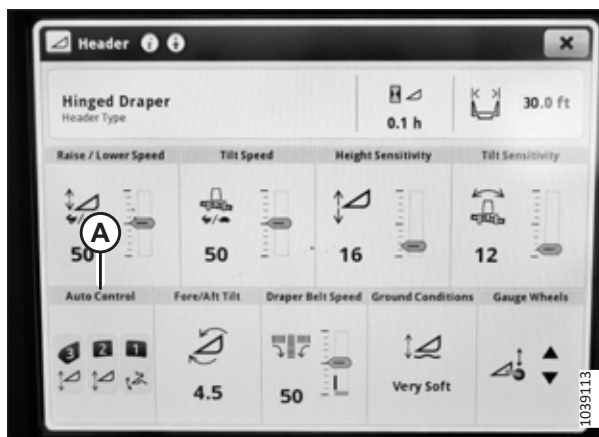 Header
Hinged Draper
Header Type
0.1 h
30.0 ft
Raise / Lower Speed
Tilt Speed
Height Sensitivity
Tilt Sensitivity
50
50
16
12
A
Auto Control
Fore/Aft Tilt
Draper Belt Speed
Ground Conditions
Gauge Wheels
3 2 1
4.5
50
Very Soft
1039113